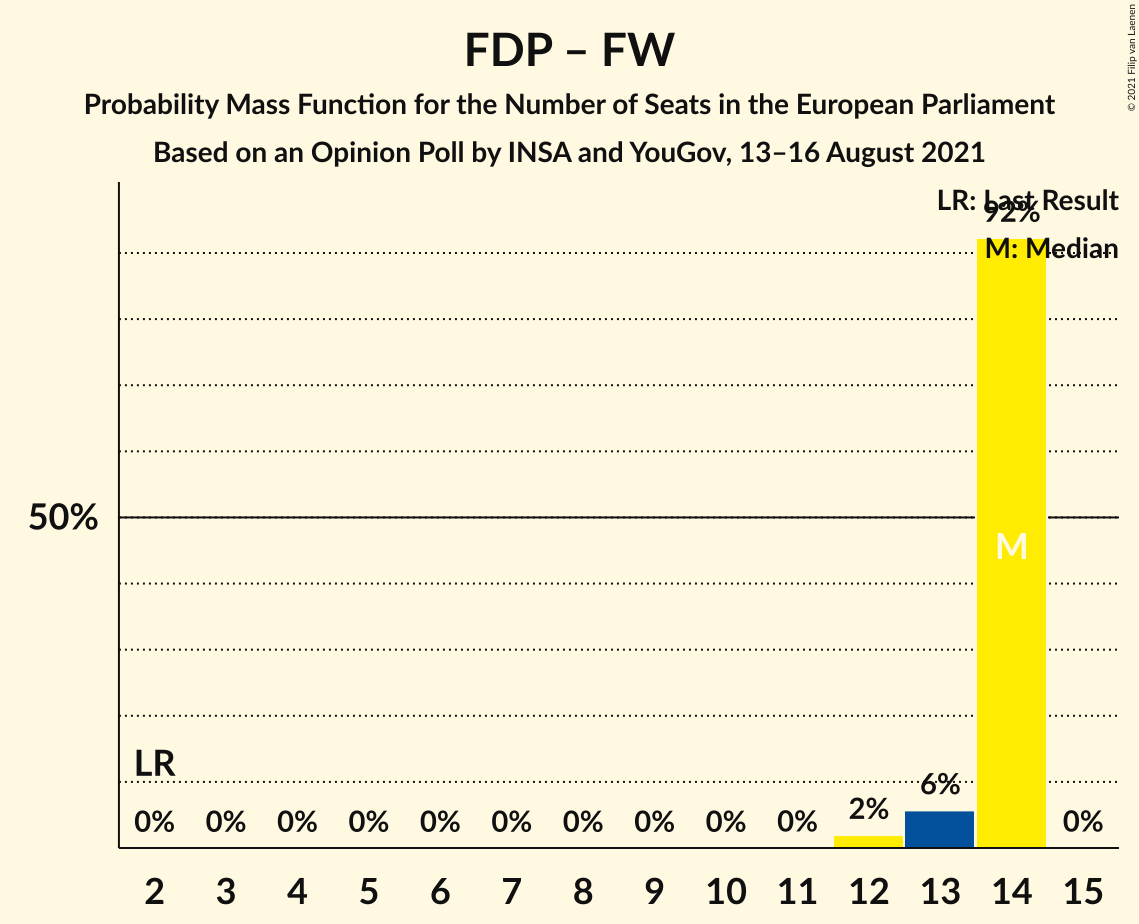 FDP – FW
Probability Mass Function for the Number of Seats in the European Parliament
Based on an Opinion Poll by INSA and YouGov, 13–16 August 2021
© 2021 Filip van Laenen
LR: Last Result
92%
M: Median
50%
M
LR
0% 0% 0% 0% 0% 0% 0% 0% 0% 0% 2% 6% 0%
2 3 4 5 6 7 8 9 10 11 12 13 14 15